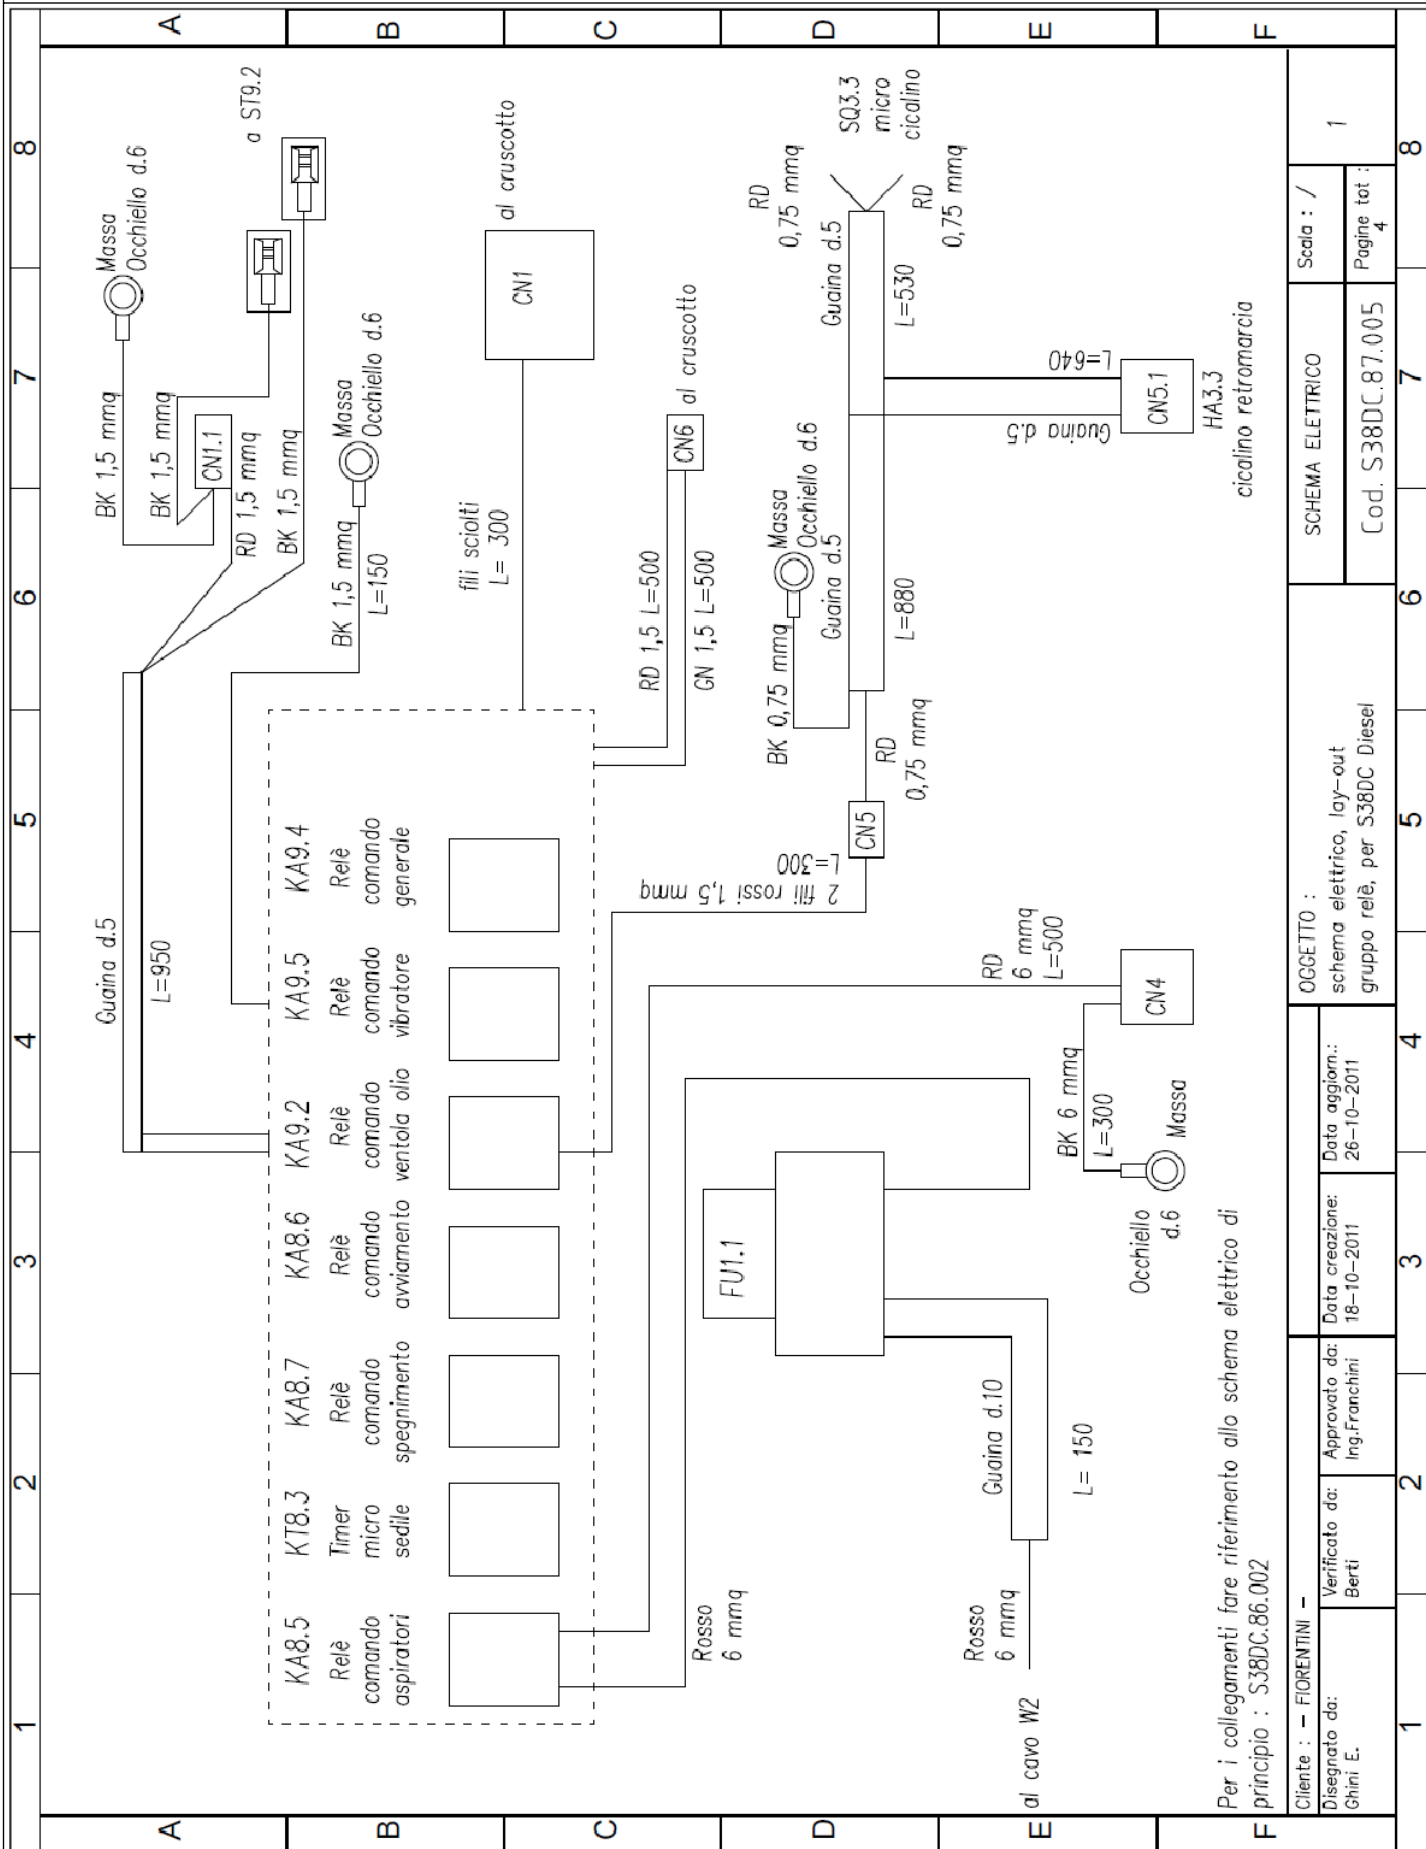 1
2
3
4
5
6
7
8
A
B
C
D
E
F
Guaina d.5
L=950
BK 1,5 mmq
Massa
Occhiello d.6
BK 1,5 mmq
CN1.1
RD 1,5 mmq
BK 1,5 mmq
a ST9.2
BK 1,5 mmq
L=150
Massa
Occhiello d.6
KA8.5
Relè
comando
aspiratori
KT8.3
Timer
micro
sedile
KA8.7
Relè
comando
spegnimento
KA8.6
Relè
comando
avviamento
KA9.2
Relè
comando
ventola olio
KA9.5
Relè
comando
vibratore
KA9.4
Relè
comando
generale
fili sciolti
L= 300
CN1
al cruscotto
RD 1,5 L=500
GN 1,5 L=500
CN6
al cruscotto
Rosso
6 mmq
FU1.1
2 fili rossi 1,5 mmq
L=300
CN5
RD
0,75 mmq
BK 0,75 mmq
Massa
Occhiello d.6
Guaina d.5
L=880
Guaina d.5
L=530
RD
0,75 mmq
RD
0,75 mmq
SQ3.3
micro
cicalino
Guaina d.5
L=640
CN5.1
HA3.3
cicalino retromarcia
al cavo W2
Rosso
6 mmq
Guaina d.10
L= 150
RD
6 mmq
L=500
CN4
BK 6 mmq
L=300
Occhiello
d.6
Massa
Per i collegamenti fare riferimento allo schema elettrico di
principio : S38DC.86.002
Cliente : – FIORENTINI –
Disegnato da:
Ghini E.
Verificato da:
Berti
Approvato da:
Ing.Franchini
Data creazione:
18-10-2011
Data aggiorn.:
26-10-2011
OGGETTO :
schema elettrico, lay-out
gruppo relè, per S38DC Diesel
SCHEMA ELETTRICO
Cod. S38DC.87.005
Scala : /
Pagine tot :
4
1
A
B
C
D
E
F
1
2
3
4
5
6
7
8